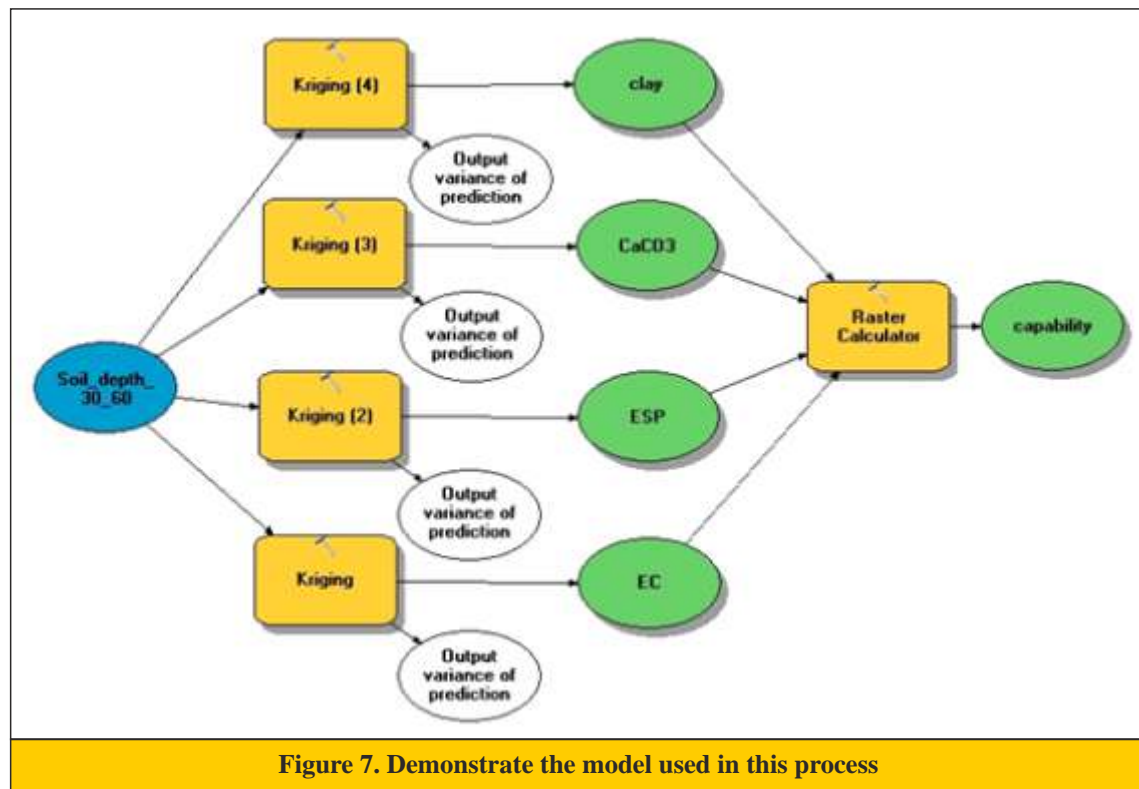 Kriging (4)
clay
Output
variance of
prediction
Kriging (3)
CaCO3
Output
variance of
prediction
Raster
Calculator
capability
Soil_depth_
30_60
Kriging (2)
ESP
Output
variance of
prediction
Kriging
EC
Output
variance of
prediction
Figure 7. Demonstrate the model used in this process